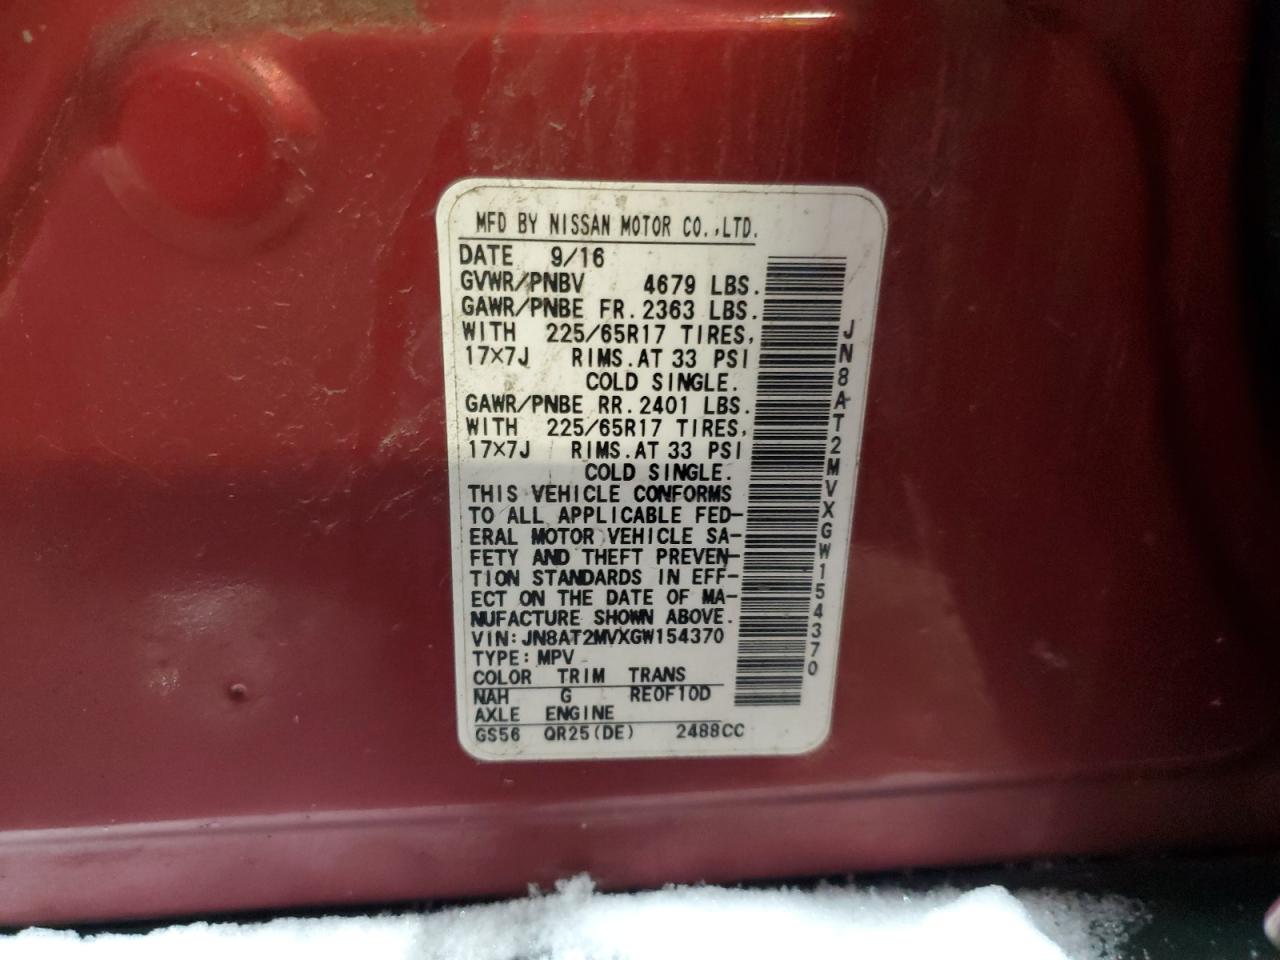 MFD BY NISSAN MOTOR CO.,LTD.
DATE 9/16
GVWR/PNBV 4679 LBS.
GAWR/PNBE FR. 2363 LBS.
WITH 225/65R17 TIRES,
17×7J RIMS. AT 33 PSI
COLD SINGLE.
GAWR/PNBE RR. 2401 LBS.
WITH 225/65R17 TIRES,
17×7J RIMS. AT 33 PSI
COLD SINGLE.
THIS VEHICLE CONFORMS
TO ALL APPLICABLE FED-
ERAL MOTOR VEHICLE SA-
FETY AND THEFT PREVEN-
TION STANDARDS IN EFF-
ECT ON THE DATE OF MA-
NUFACTURE SHOWN ABOVE.
VIN: JN8AT2MVXGW154370
TYPE: MPV
COLOR TRIM TRANS
NAH G RE0F10D
AXLE ENGINE
GS56 QR25(DE) 2488CC
JN8AT2MVXGW154370